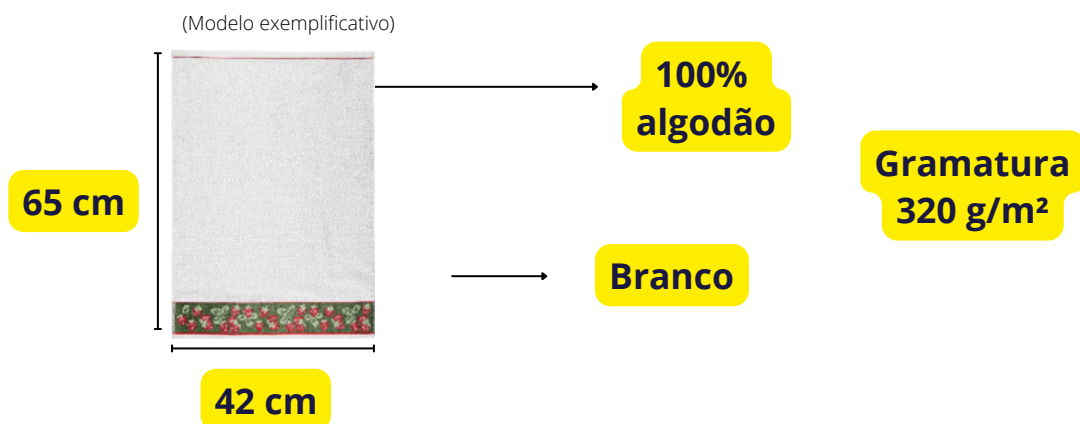 (Modelo exemplificativo)
100%
algodão
Gramatura
320 g/m²
65 cm
Branco
42 cm